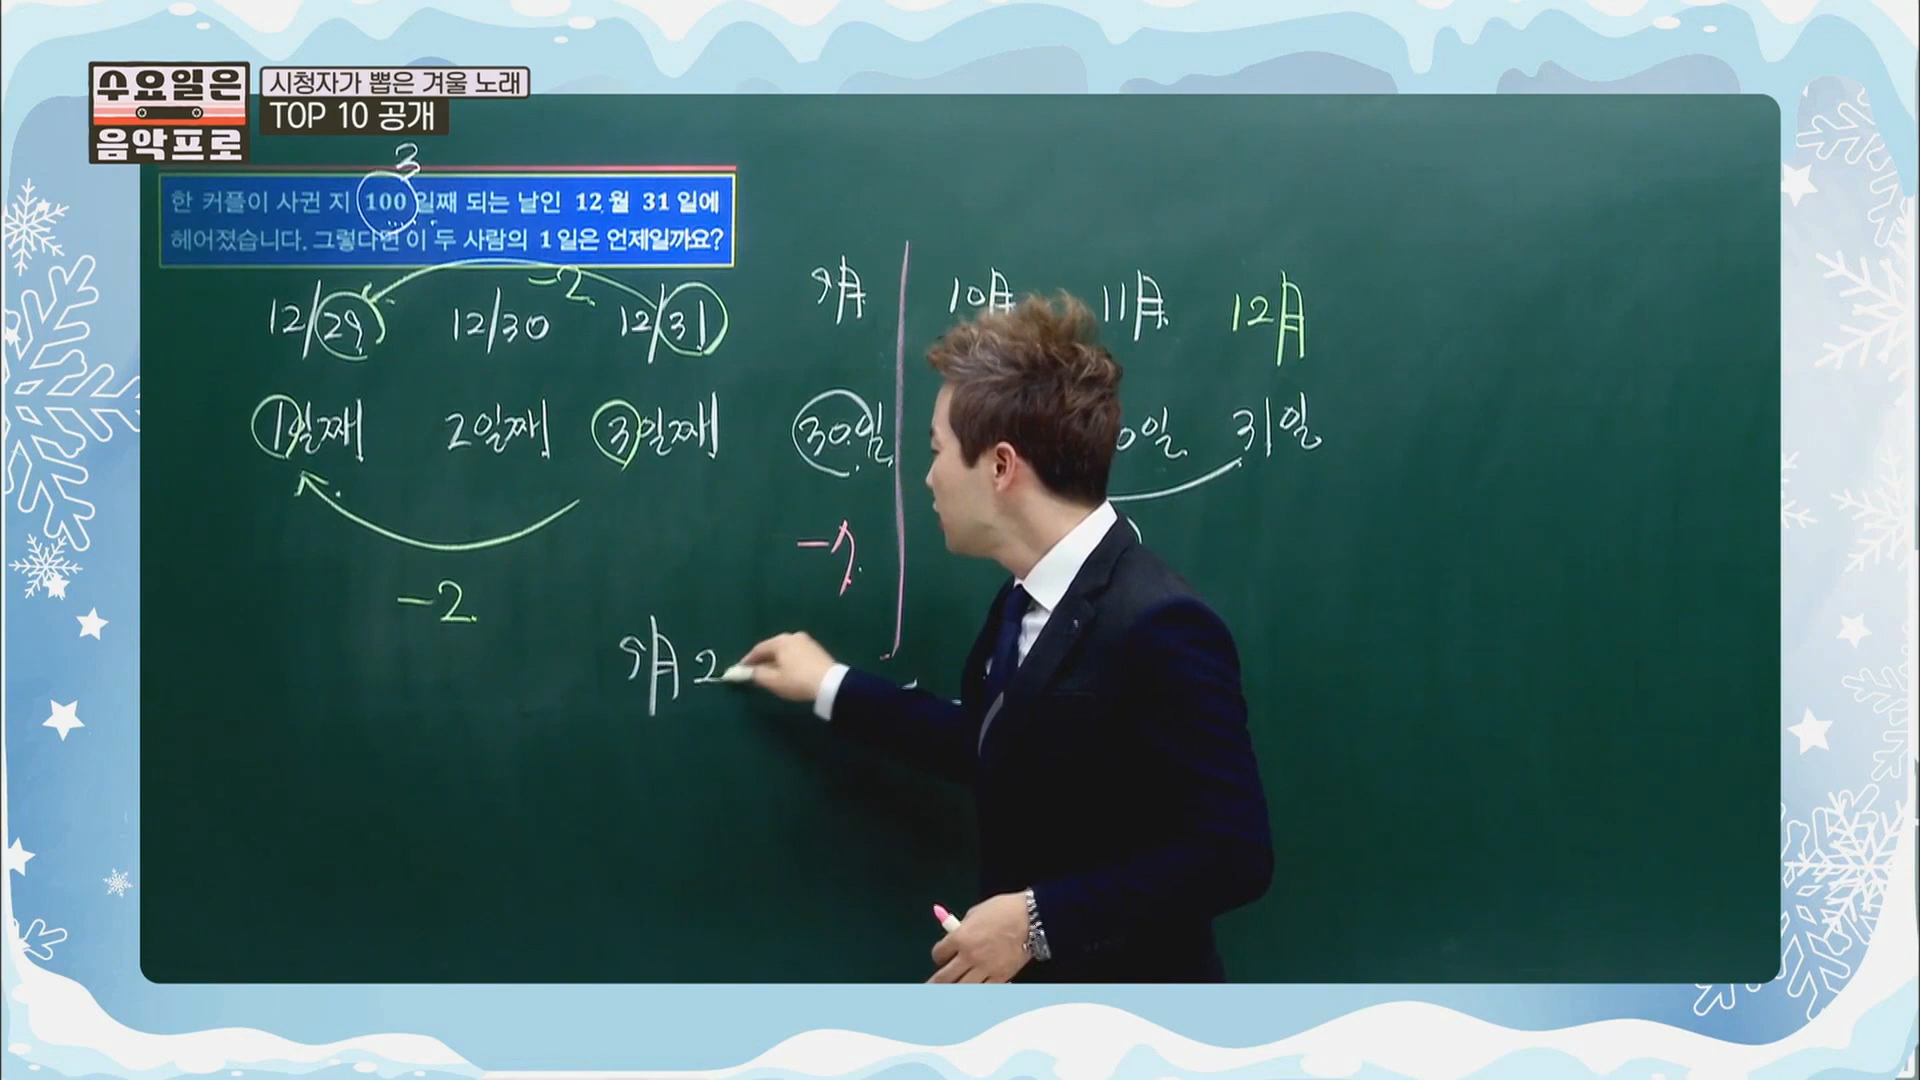 수요일은
음악프로
시청자가 뽑은 겨울 노래
TOP 10 공개
3
한 커플이 사귄 지 100 일째 되는 날인 12 월 31 일에
헤어졌습니다. 그렇다면 이 두 사람의 1 일은 언제일까요?
-2
12/29 12/30 12/31
1일째 2일째 3일째
-2
9月 10月 11月 12月
30일 0일 31일
-7
9月 2